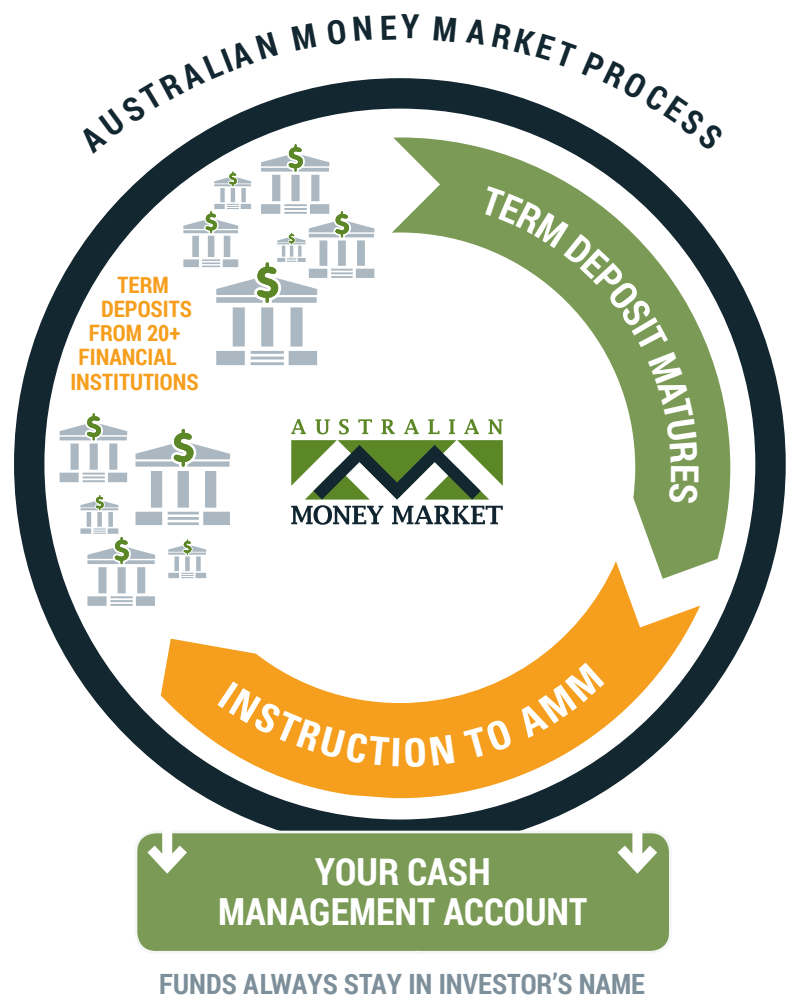 AUSTRALIAN MONEY MARKET PROCESS
TERM DEPOSIT MATURES
TERM
DEPOSITS
FROM 20+
FINANCIAL
INSTITUTIONS
AUSTRALIAN
MONEY MARKET
INSTRUCTION TO AMM
YOUR CASH
MANAGEMENT ACCOUNT
FUNDS ALWAYS STAY IN INVESTOR'S NAME